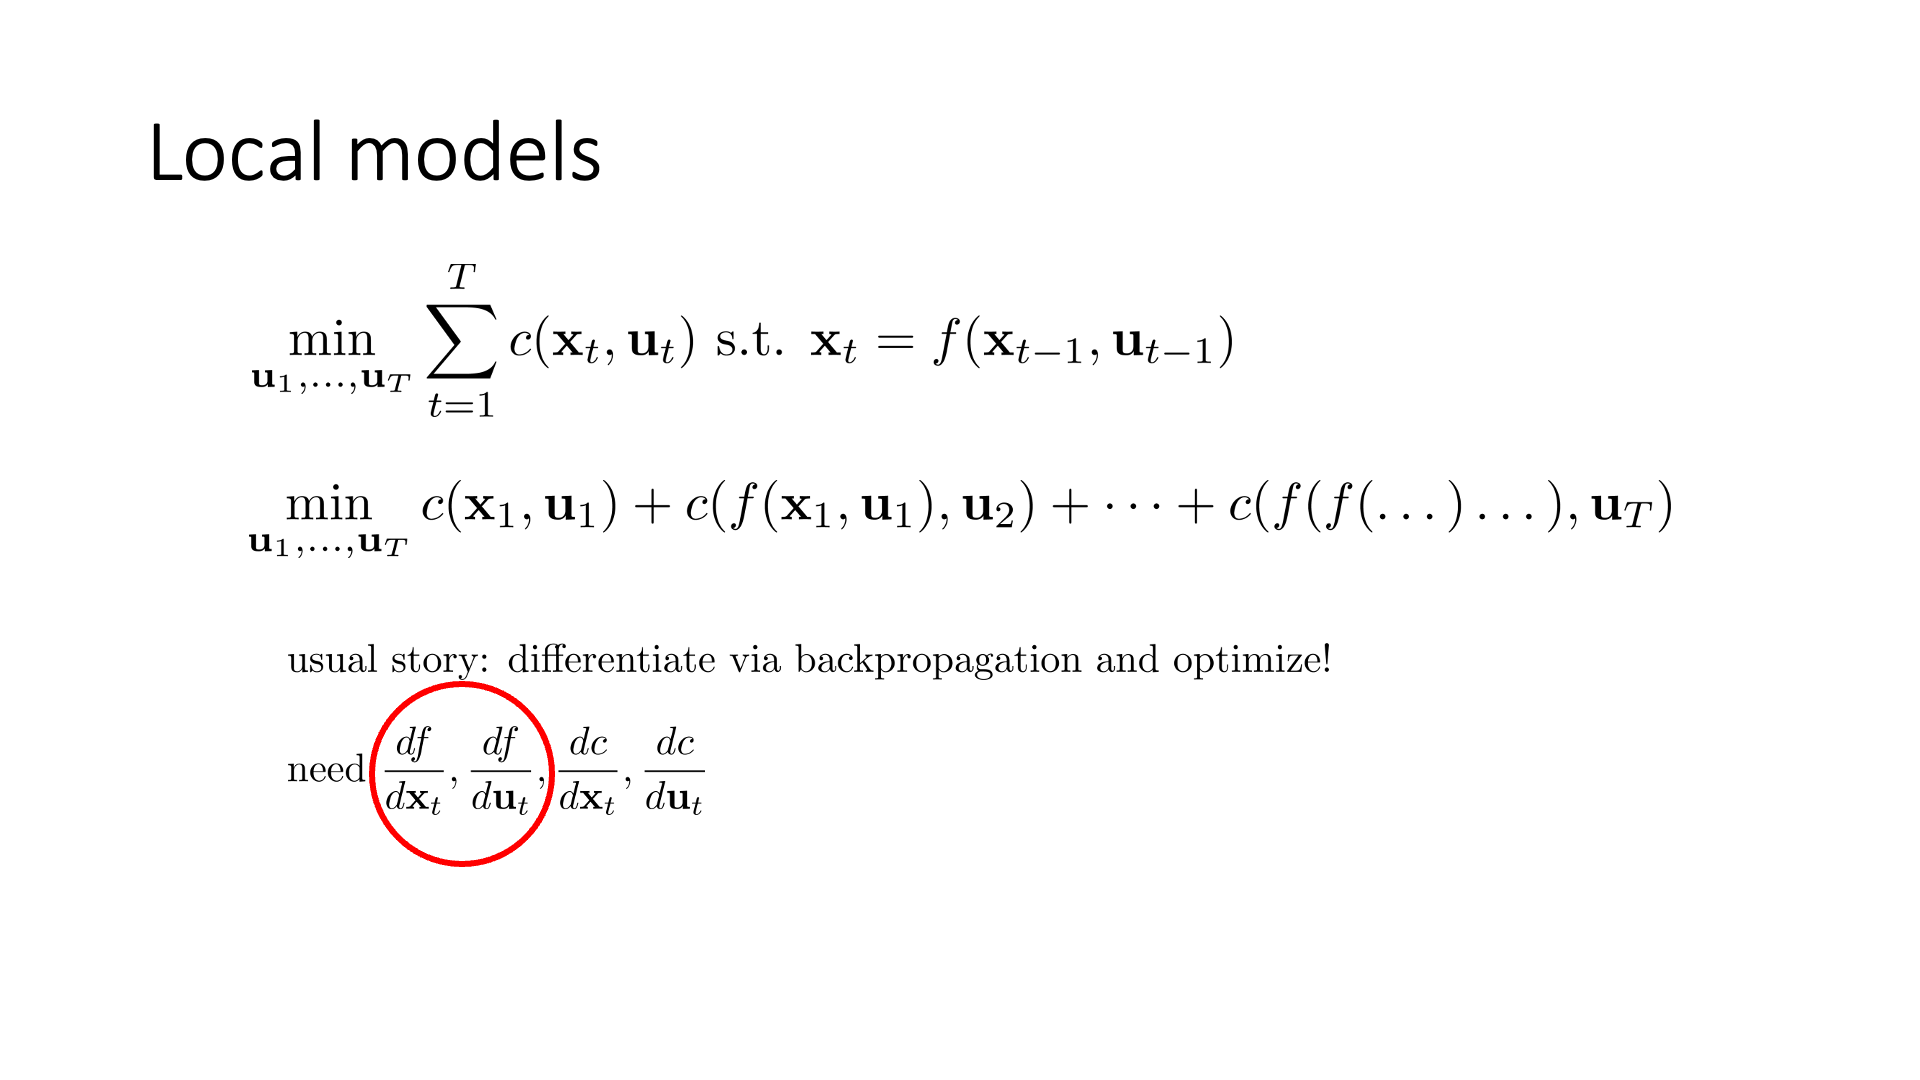 Local models
$\min_{\mathbf{u}_1,\ldots,\mathbf{u}_T} \sum_{t=1}^{T} c(\mathbf{x}_t, \mathbf{u}_t) \text{ s.t. } \mathbf{x}_t = f(\mathbf{x}_{t-1}, \mathbf{u}_{t-1})$
$\min_{\mathbf{u}_1,\ldots,\mathbf{u}_T} c(\mathbf{x}_1, \mathbf{u}_1) + c(f(\mathbf{x}_1, \mathbf{u}_1), \mathbf{u}_2) + \cdots + c(f(f(\ldots)\ldots), \mathbf{u}_T)$
usual story: differentiate via backpropagation and optimize!
need $\frac{df}{d\mathbf{x}_t}, \frac{df}{d\mathbf{u}_t}, \frac{dc}{d\mathbf{x}_t}, \frac{dc}{d\mathbf{u}_t}$